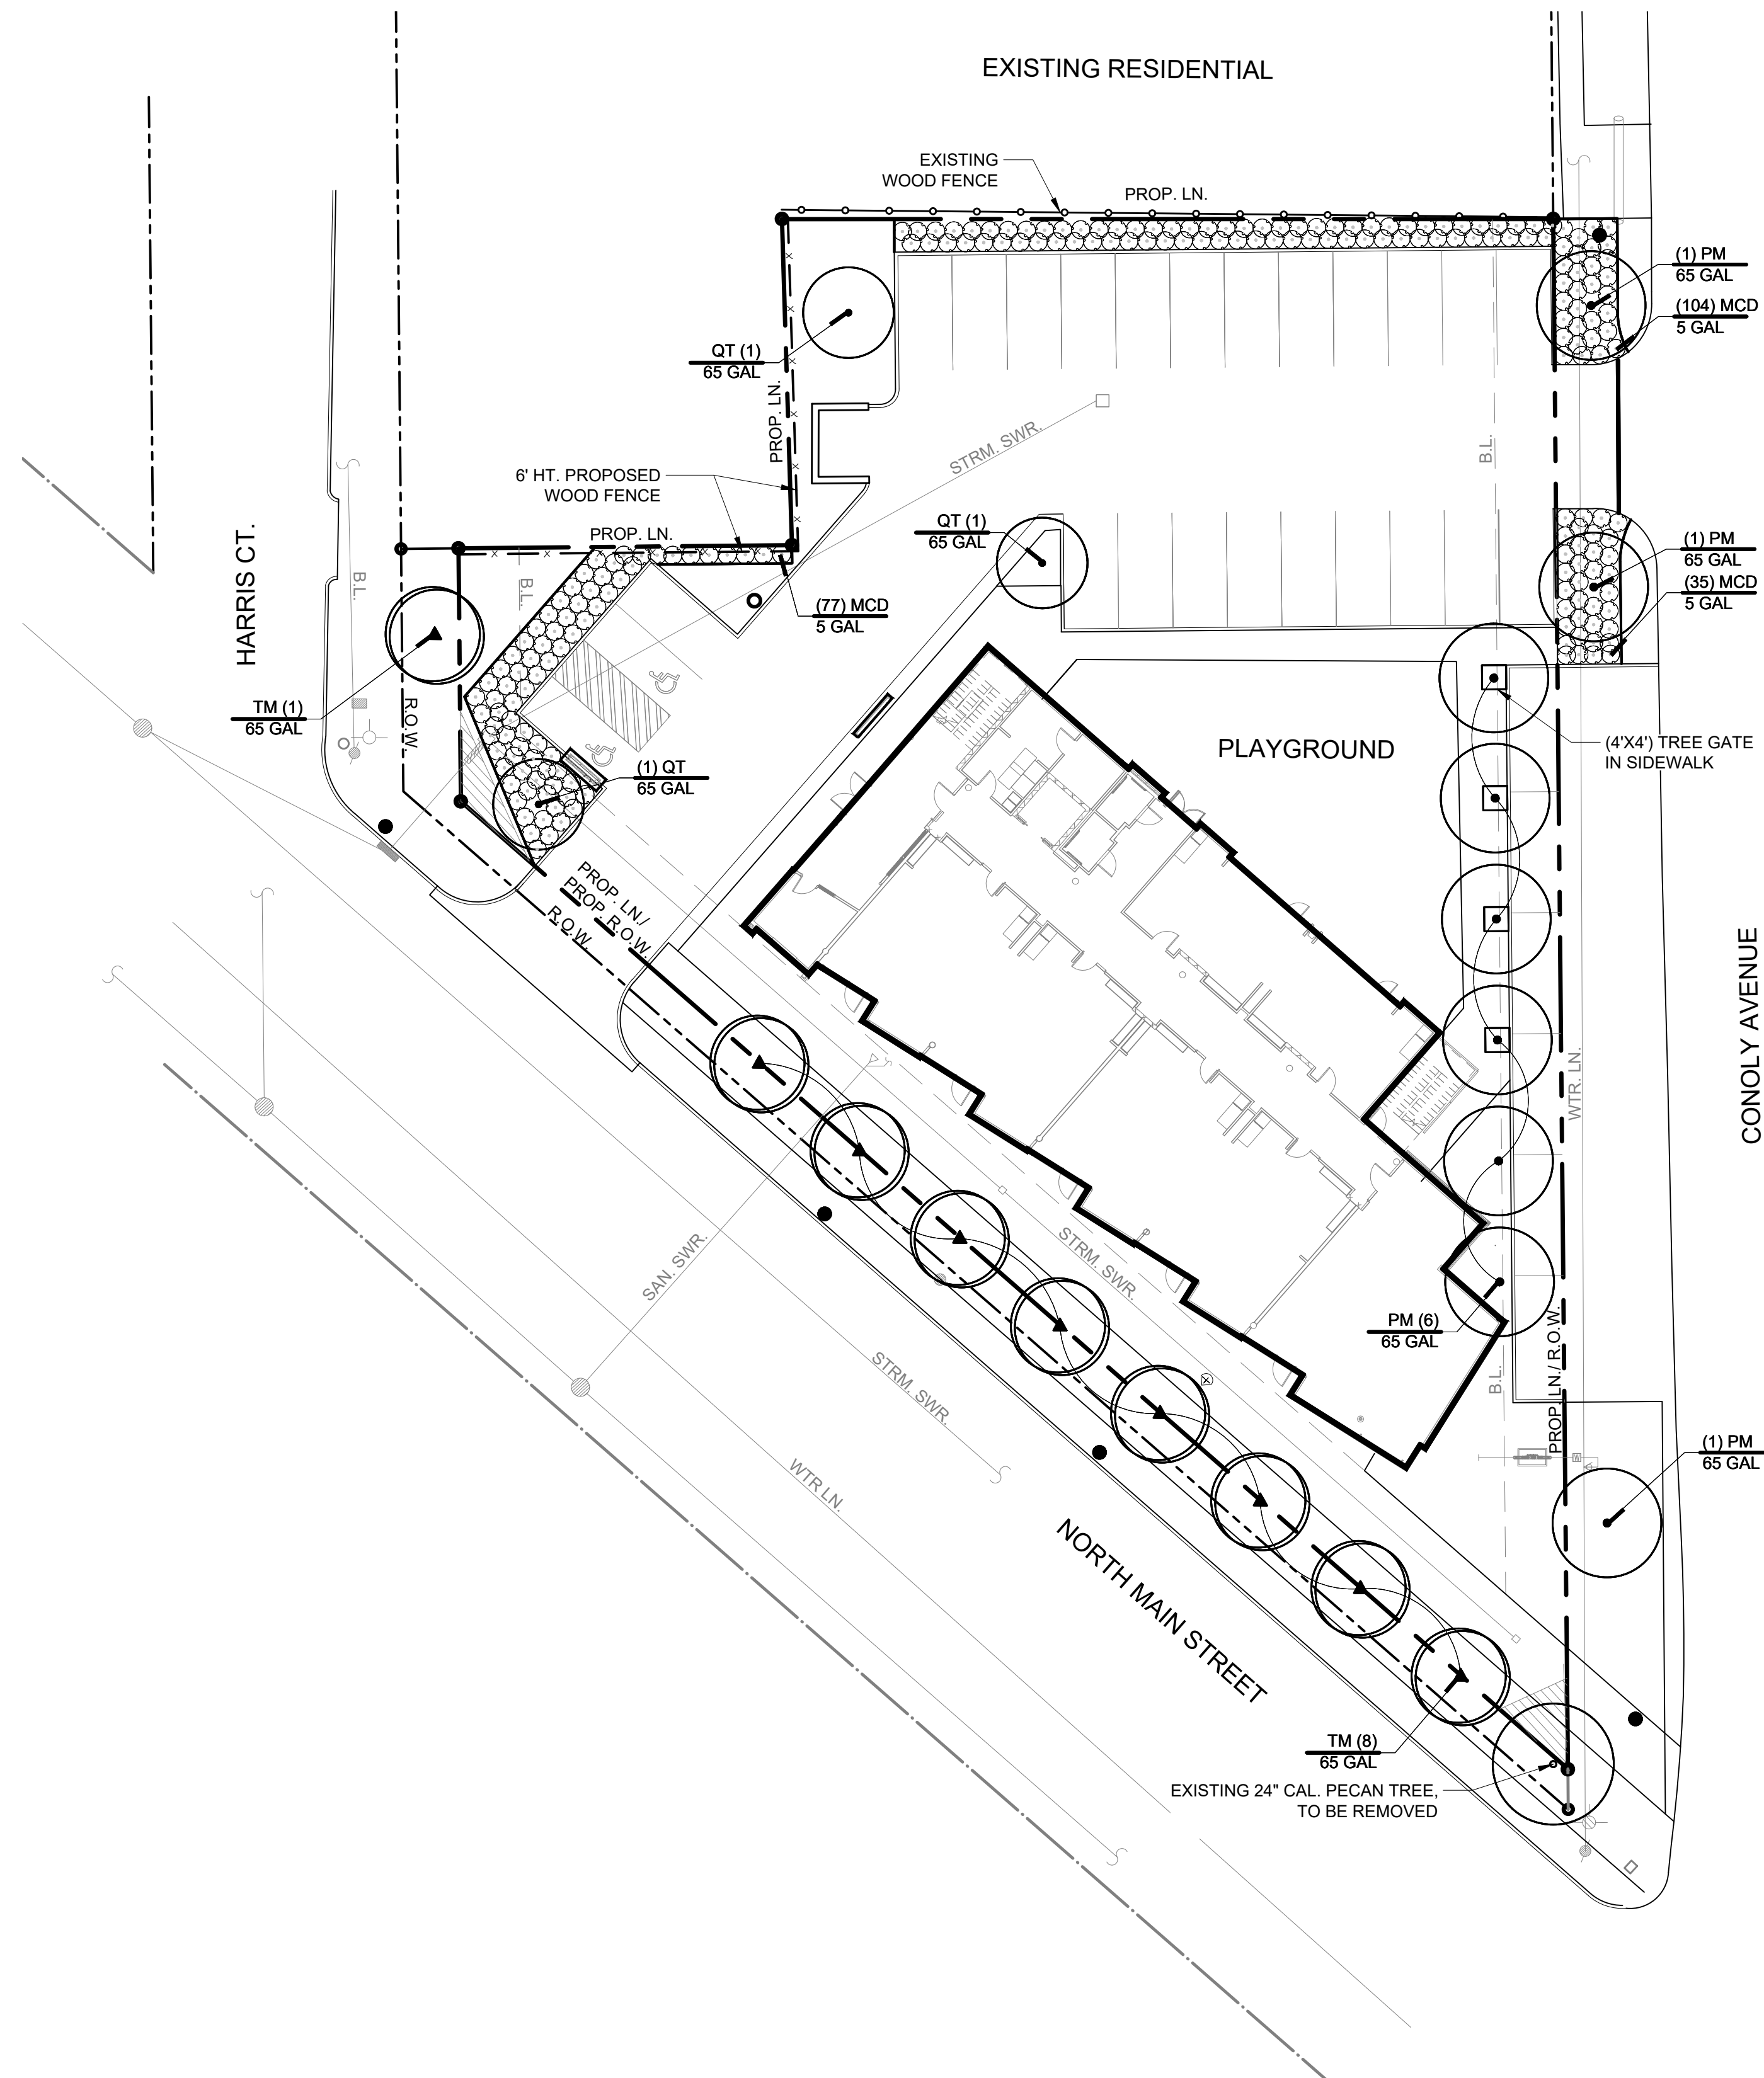 EXISTING RESIDENTIAL
EXISTING
WOOD FENCE
PROP. LN.
(1) PM
65 GAL
(104) MCD
5 GAL
QT (1)
65 GAL
PROP. LN.
STRM. SWR.
B.L.
6' HT. PROPOSED
WOOD FENCE
PROP. LN.
QT (1)
65 GAL
(1) PM
65 GAL
(35) MCD
5 GAL
HARRIS CT.
B.L.
B.L.
(77) MCD
5 GAL
TM (1)
65 GAL
R.O.W.
(1) QT
65 GAL
PLAYGROUND
(4'X4') TREE GATE
IN SIDEWALK
PROP. LN./
PROP. R.O.W.
R.O.W.
CONOLY AVENUE
WTR. LN.
SAN. SWR.
STRM. SWR.
PM (6)
65 GAL
STRM. SWR.
B.L.
PROP LN./ R.O.W.
WTR LN.
(1) PM
65 GAL
NORTH MAIN STREET
TM (8)
65 GAL
EXISTING 24" CAL. PECAN TREE,
TO BE REMOVED